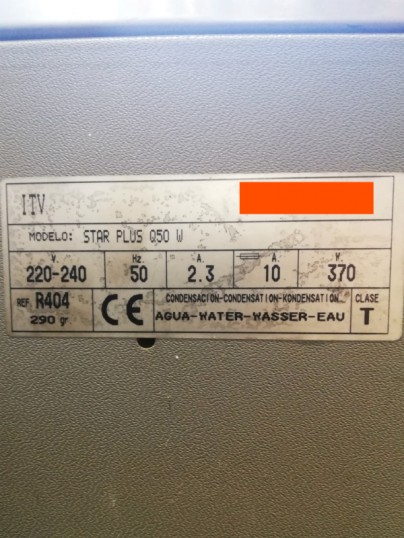 ITV
MODELO: STAR PLUS Q50 W
V. Hz. A. W.
220-240 50 2.3 10 370
REF. R404 CE CONDENSACION-CONDENSATION-KONDENSATION CLASE
290 g AGUA-WATER-WASSER-EAU T